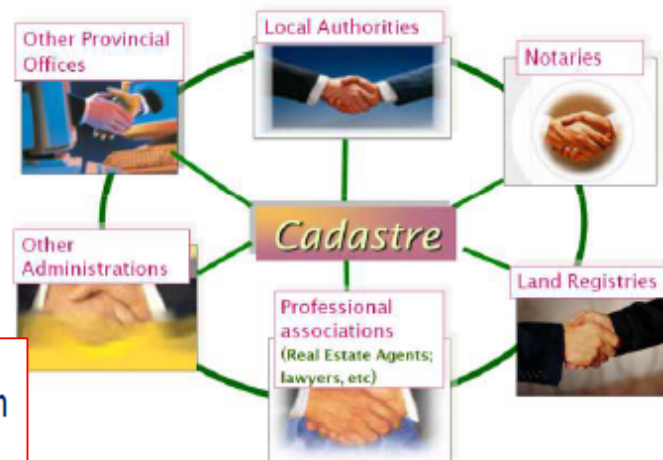 Local Authorities
Other Provincial
Offices
Notaries
Cadastre
Other
Administrations
Land Registries
Professional
associations
(Real Estate Agents;
lawyers, etc)